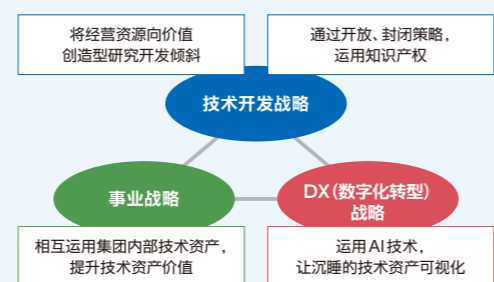 将经营资源向价值
创造型研究开发倾斜
通过开放、封闭策略，
运用知识产权
技术开发战略
事业战略
DX（数字化转型）
战略
相互运用集团内部技术资产，
提升技术资产价值
运用AI技术，
让沉睡的技术资产可视化